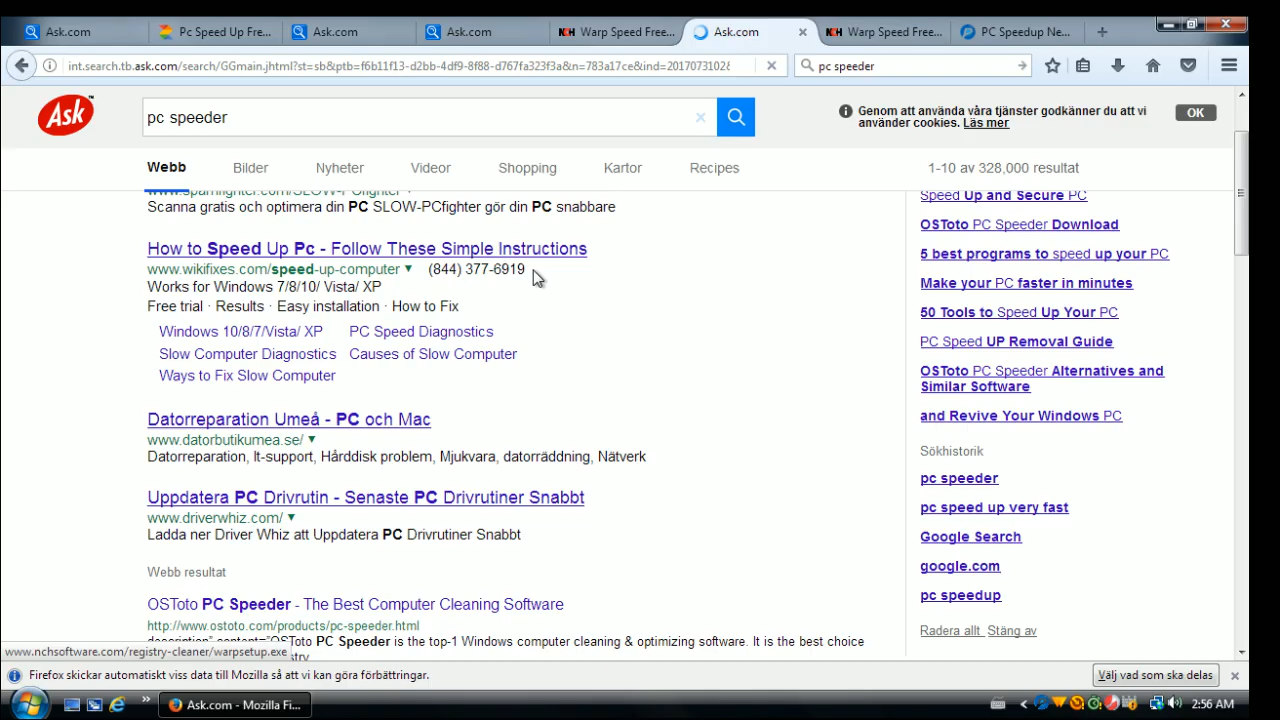 Ask.com
Pc Speed Up Fre...
Ask.com
Ask.com
NCH Warp Speed Free...
Ask.com
NCH Warp Speed Free...
PC Speedup Ne...
int.search.tb.ask.com/search/GGmain.jhtml?st=sb&ptb=f6b11f13-d2bb-4df9-8f88-d767fa323f3a&n=783a17ce&ind=2017073102&
pc speeder
Ask™
pc speeder
Genom att använda våra tjänster godkänner du att vi
använder cookies. Läs mer
OK
Webb
Bilder
Nyheter
Videor
Shopping
Kartor
Recipes
1-10 av 328,000 resultat
www.spamfighter.com/SLOW-PCfighter
Scanna gratis och optimera din PC SLOW-PCfighter gör din PC snabbare
How to Speed Up Pc - Follow These Simple Instructions
www.wikifixes.com/speed-up-computer (844) 377-6919
Works for Windows 7/8/10/ Vista/ XP
Free trial · Results · Easy installation · How to Fix
Windows 10/8/7/Vista/ XP
PC Speed Diagnostics
Slow Computer Diagnostics
Causes of Slow Computer
Ways to Fix Slow Computer
Datorreparation Umeå - PC och Mac
www.datorbutikumea.se/
Datorreparation, It-support, Hårddisk problem, Mjukvara, datorräddning, Nätverk
Uppdatera PC Drivrutin - Senaste PC Drivrutiner Snabbt
www.driverwhiz.com/
Ladda ner Driver Whiz att Uppdatera PC Drivrutiner Snabbt
Webb resultat
OSToto PC Speeder - The Best Computer Cleaning Software
http://www.ostoto.com/products/pc-speeder.html
description" content="OSToto PC Speeder is the top-1 Windows computer cleaning & optimizing software. It is the best choice
Speed Up and Secure PC
OSToto PC Speeder Download
5 best programs to speed up your PC
Make your PC faster in minutes
50 Tools to Speed Up Your PC
PC Speed UP Removal Guide
OSToto PC Speeder Alternatives and
Similar Software
and Revive Your Windows PC
Sökhistorik
pc speeder
pc speed up very fast
Google Search
google.com
pc speedup
Radera allt Stäng av
www.nchsoftware.com/registry-cleaner/warpsetup.exe
Firefox skickar automatiskt viss data till Mozilla så att vi kan göra förbättringar.
Välj vad som ska delas
Ask.com - Mozilla Fi...
2:56 AM